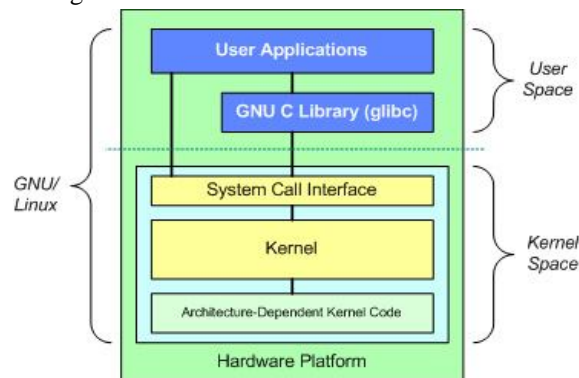 User Applications
User
Space
GNU C Library (glibc)
GNU/
Linux
System Call Interface
Kernel
Kernel
Space
Architecture-Dependent Kernel Code
Hardware Platform